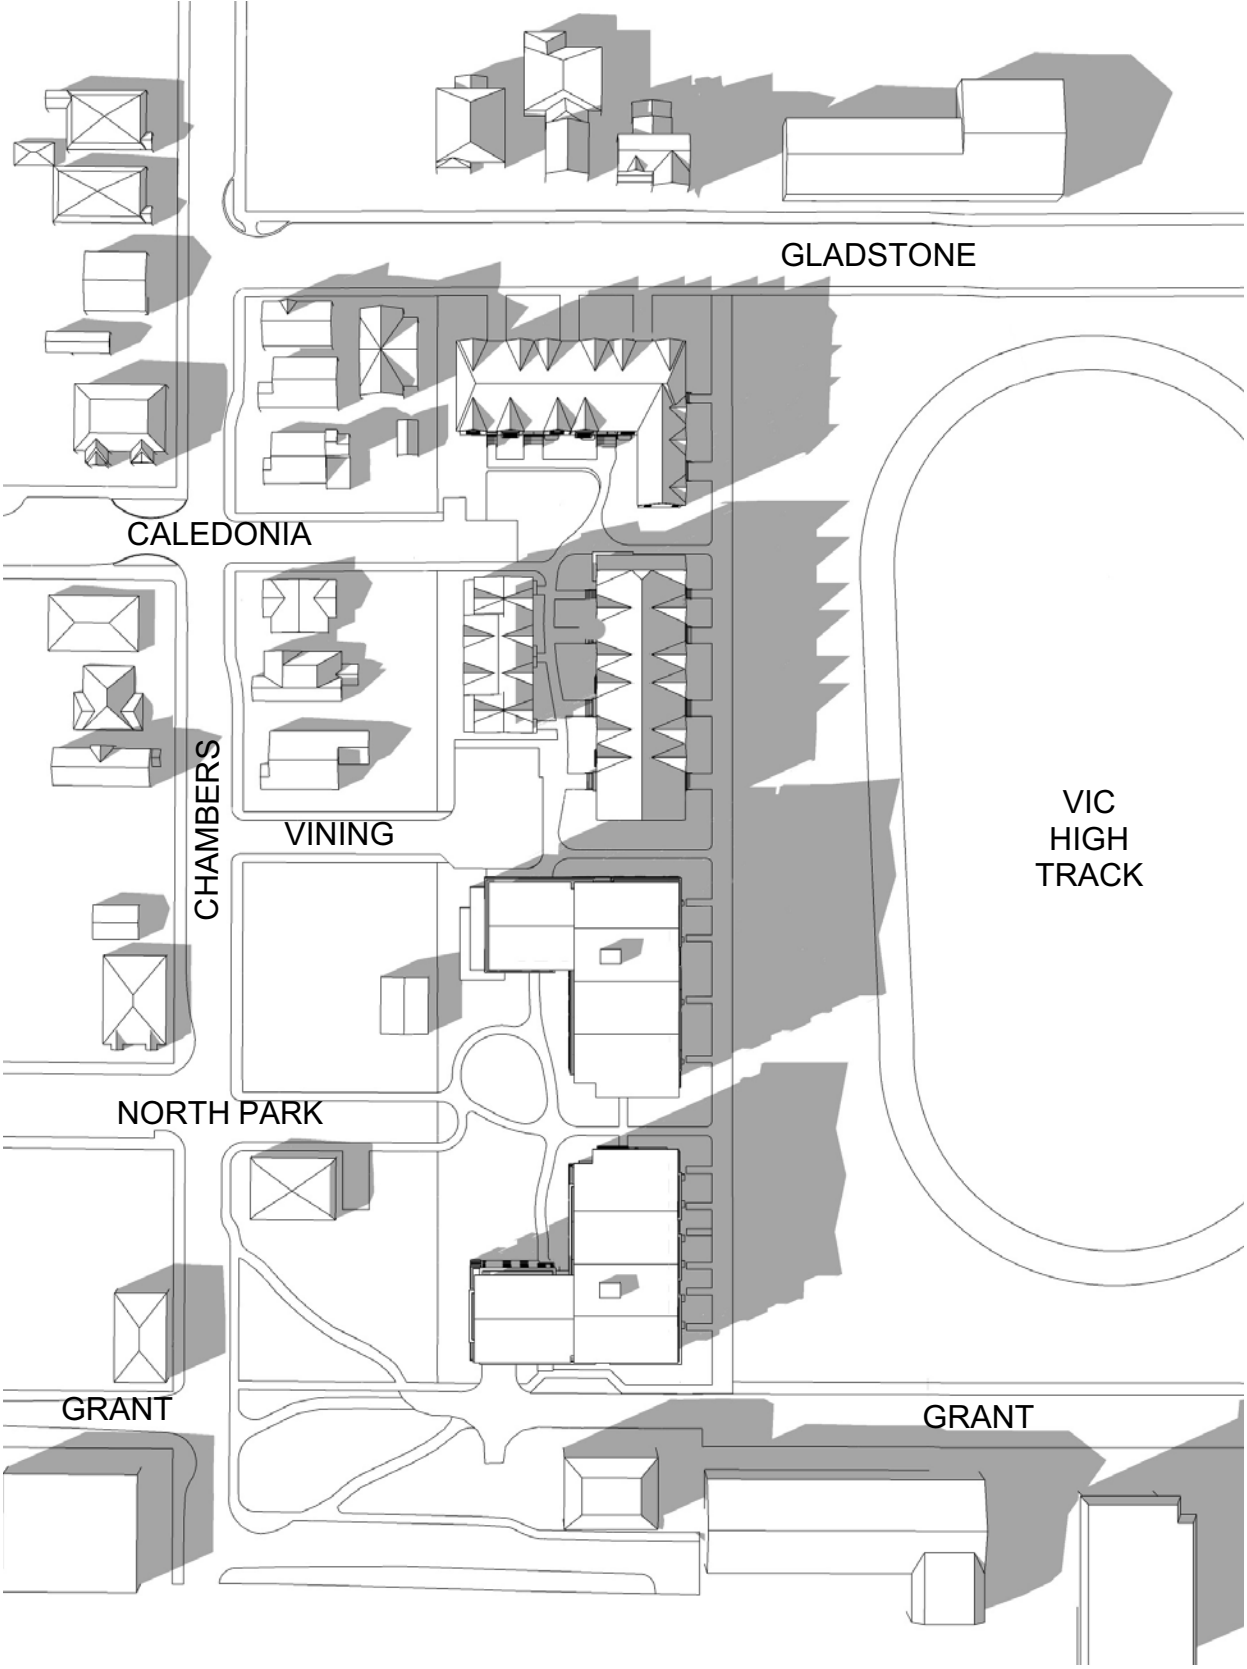 GLADSTONE
CALEDONIA
CHAMBERS
VINING
VIC
HIGH
TRACK
NORTH PARK
GRANT
GRANT